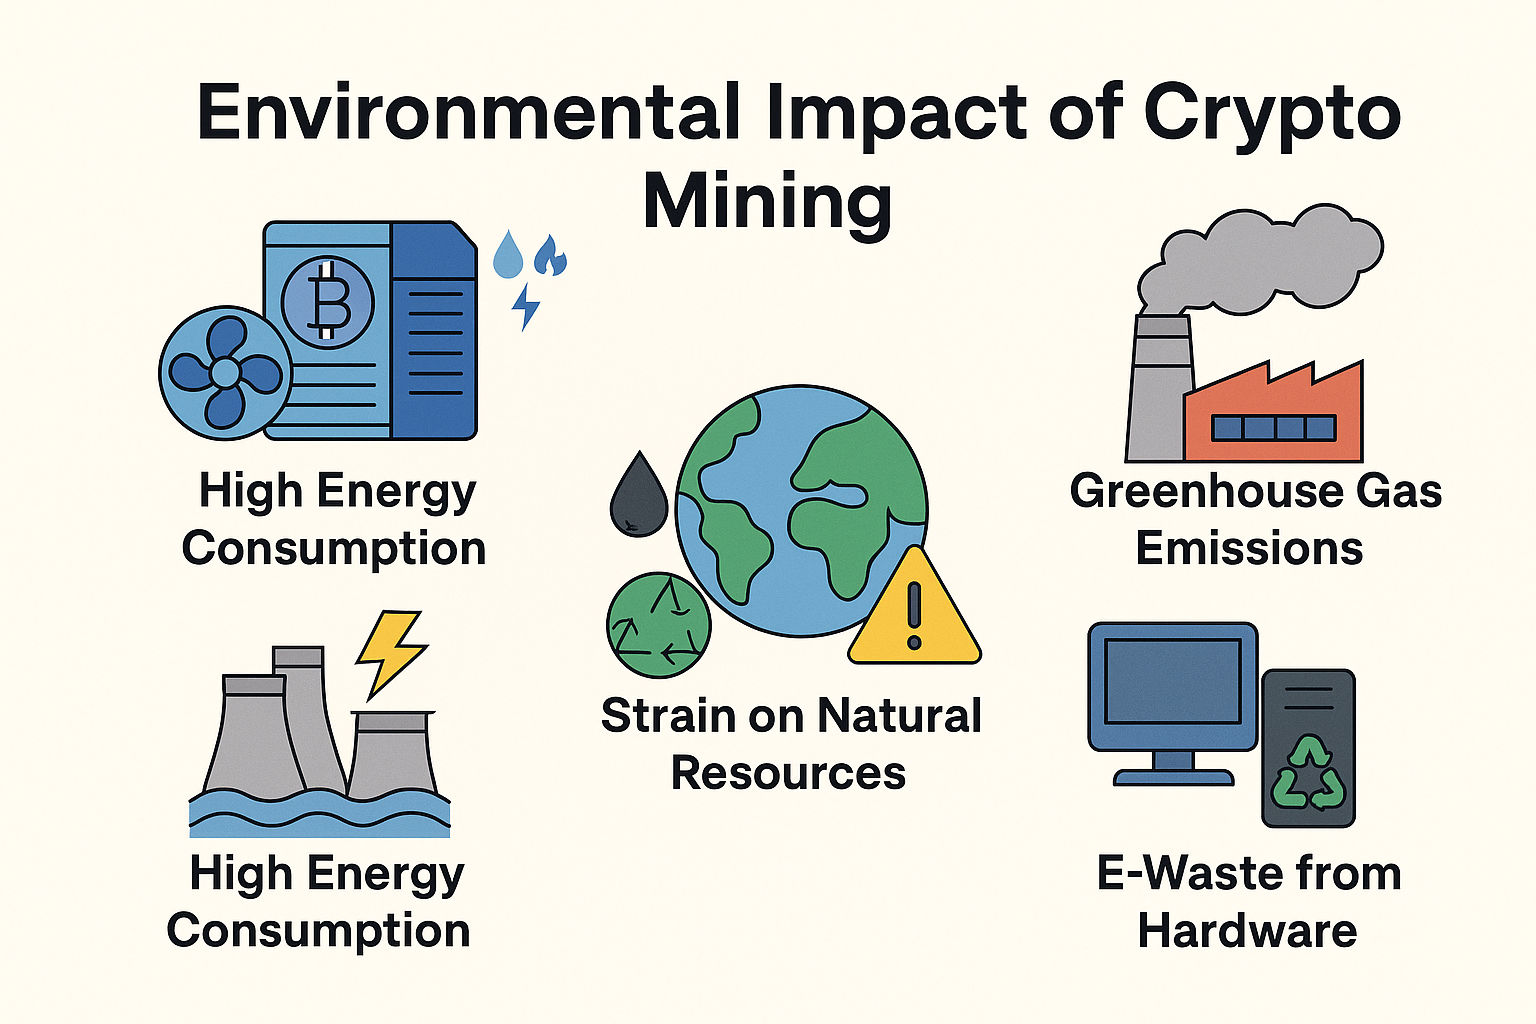 Environmental Impact of Crypto
Mining
High Energy
Consumption
Greenhouse Gas
Emissions
Strain on Natural
Resources
High Energy
Consumption
E-Waste from
Hardware